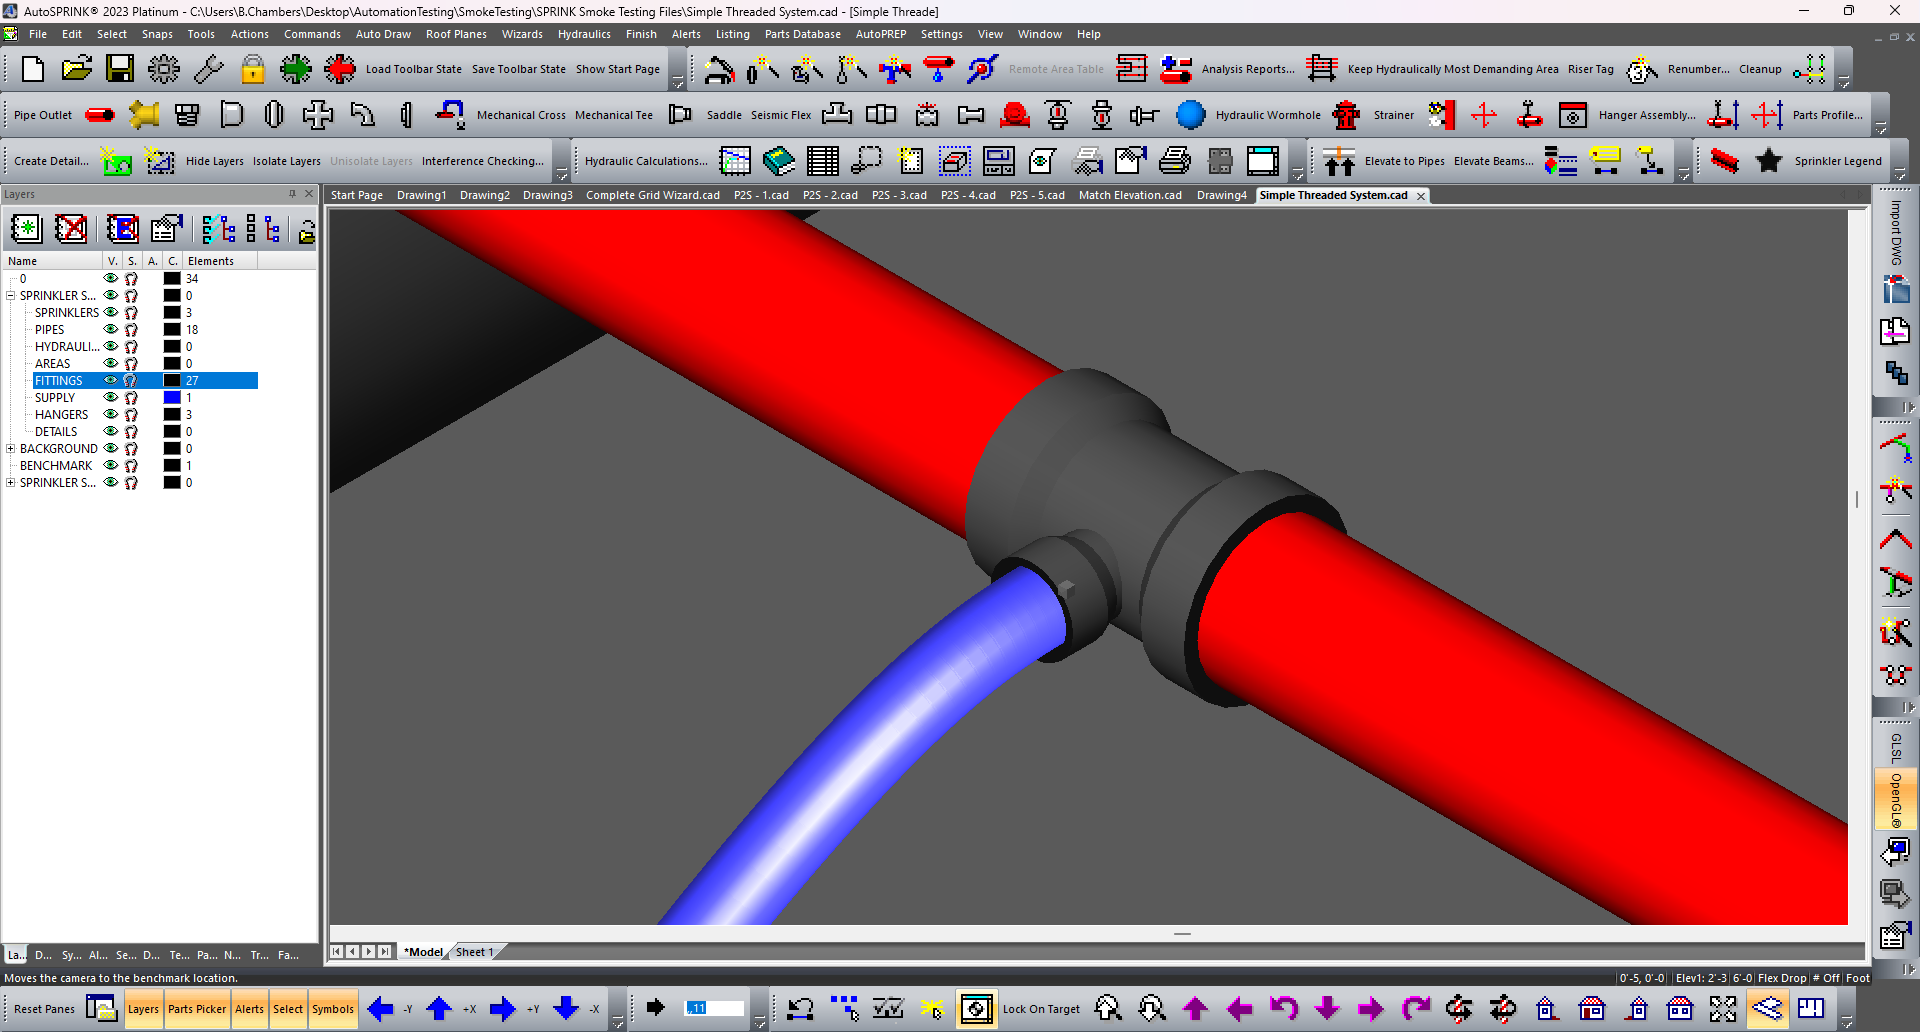 AutoSPRINK® 2023 Platinum - C:\Users\B.Chambers\Desktop\AutomationTesting\SmokeTesting\SPRINK Smoke Testing Files\Simple Threaded System.cad - [Simple Threade]
File Edit Select Snaps Tools Actions Commands Auto Draw Roof Planes Wizards Hydraulics Finish Alerts Listing Parts Database AutoPREP Settings View Window Help
Load Toolbar State Save Toolbar State Show Start Page Remote Area Table Analysis Reports... Keep Hydraulically Most Demanding Area Riser Tag Renumber... Cleanup
Pipe Outlet Mechanical Cross Mechanical Tee Saddle Seismic Flex Hydraulic Wormhole Strainer Hanger Assembly... Parts Profile...
Create Detail... Hide Layers Isolate Layers Unisolate Layers Interference Checking... Hydraulic Calculations... Elevate to Pipes Elevate Beams... Sprinkler Legend
Layers
Start Page Drawing1 Drawing2 Drawing3 Complete Grid Wizard.cad P2S - 1.cad P2S - 2.cad P2S - 3.cad P2S - 4.cad P2S - 5.cad Match Elevation.cad Drawing4 Simple Threaded System.cad
Name V. S. A. C. Elements
0 34
SPRINKLER S... 0
SPRINKLERS 3
PIPES 18
HYDRAULI... 0
AREAS 0
FITTINGS 27
SUPPLY 1
HANGERS 3
DETAILS 0
BACKGROUND 0
BENCHMARK 1
SPRINKLER S... 0
Import DWG
GLSL
OpenGL®
La... D... Sy... Al... Se... D... Te... Pa... N... Tr... Fa...
*Model Sheet 1
Moves the camera to the benchmark location.
0'-5, 0'-0 Elev1: 2'-3 6'-0 Flex Drop # Off Foot
Reset Panes Layers Parts Picker Alerts Select Symbols -Y +X +Y -X .,11 Lock On Target